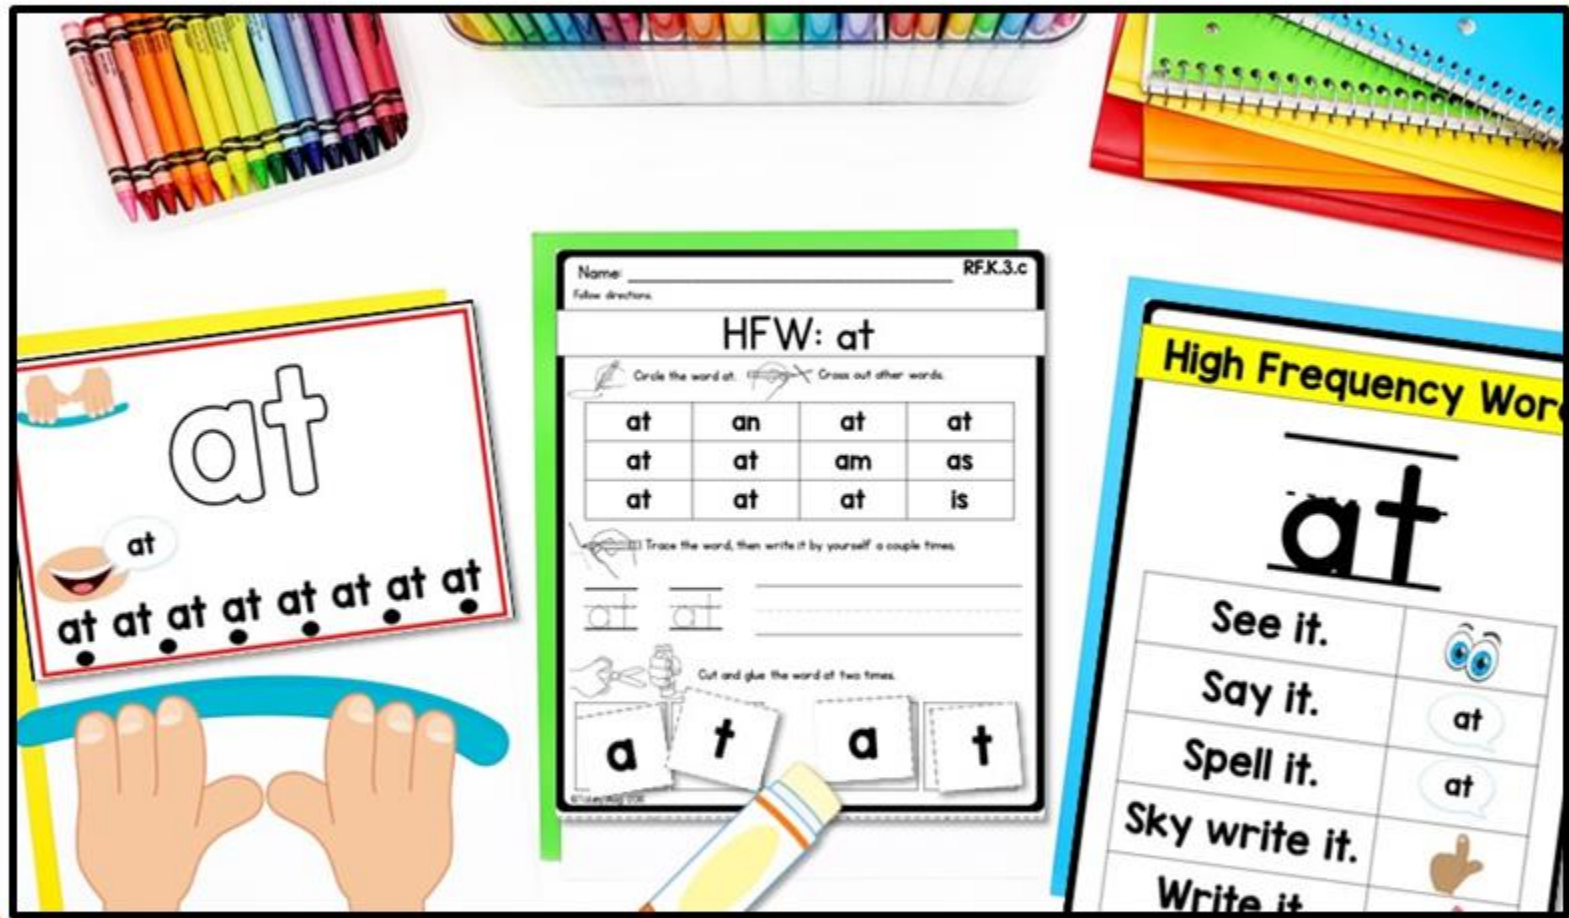 at
at
at at at at at at at at
Name:
RF.K.3.c
Follow directions.
HFW: at
Circle the word at. Cross out other words.
at an at at
at at am as
at at at is
Trace the word, then write it by yourself a couple times.
at at
Cut and glue the word at two times.
a t a t
High Frequency Word
at
See it.
Say it. at
Spell it. at
Sky write it.
Write it